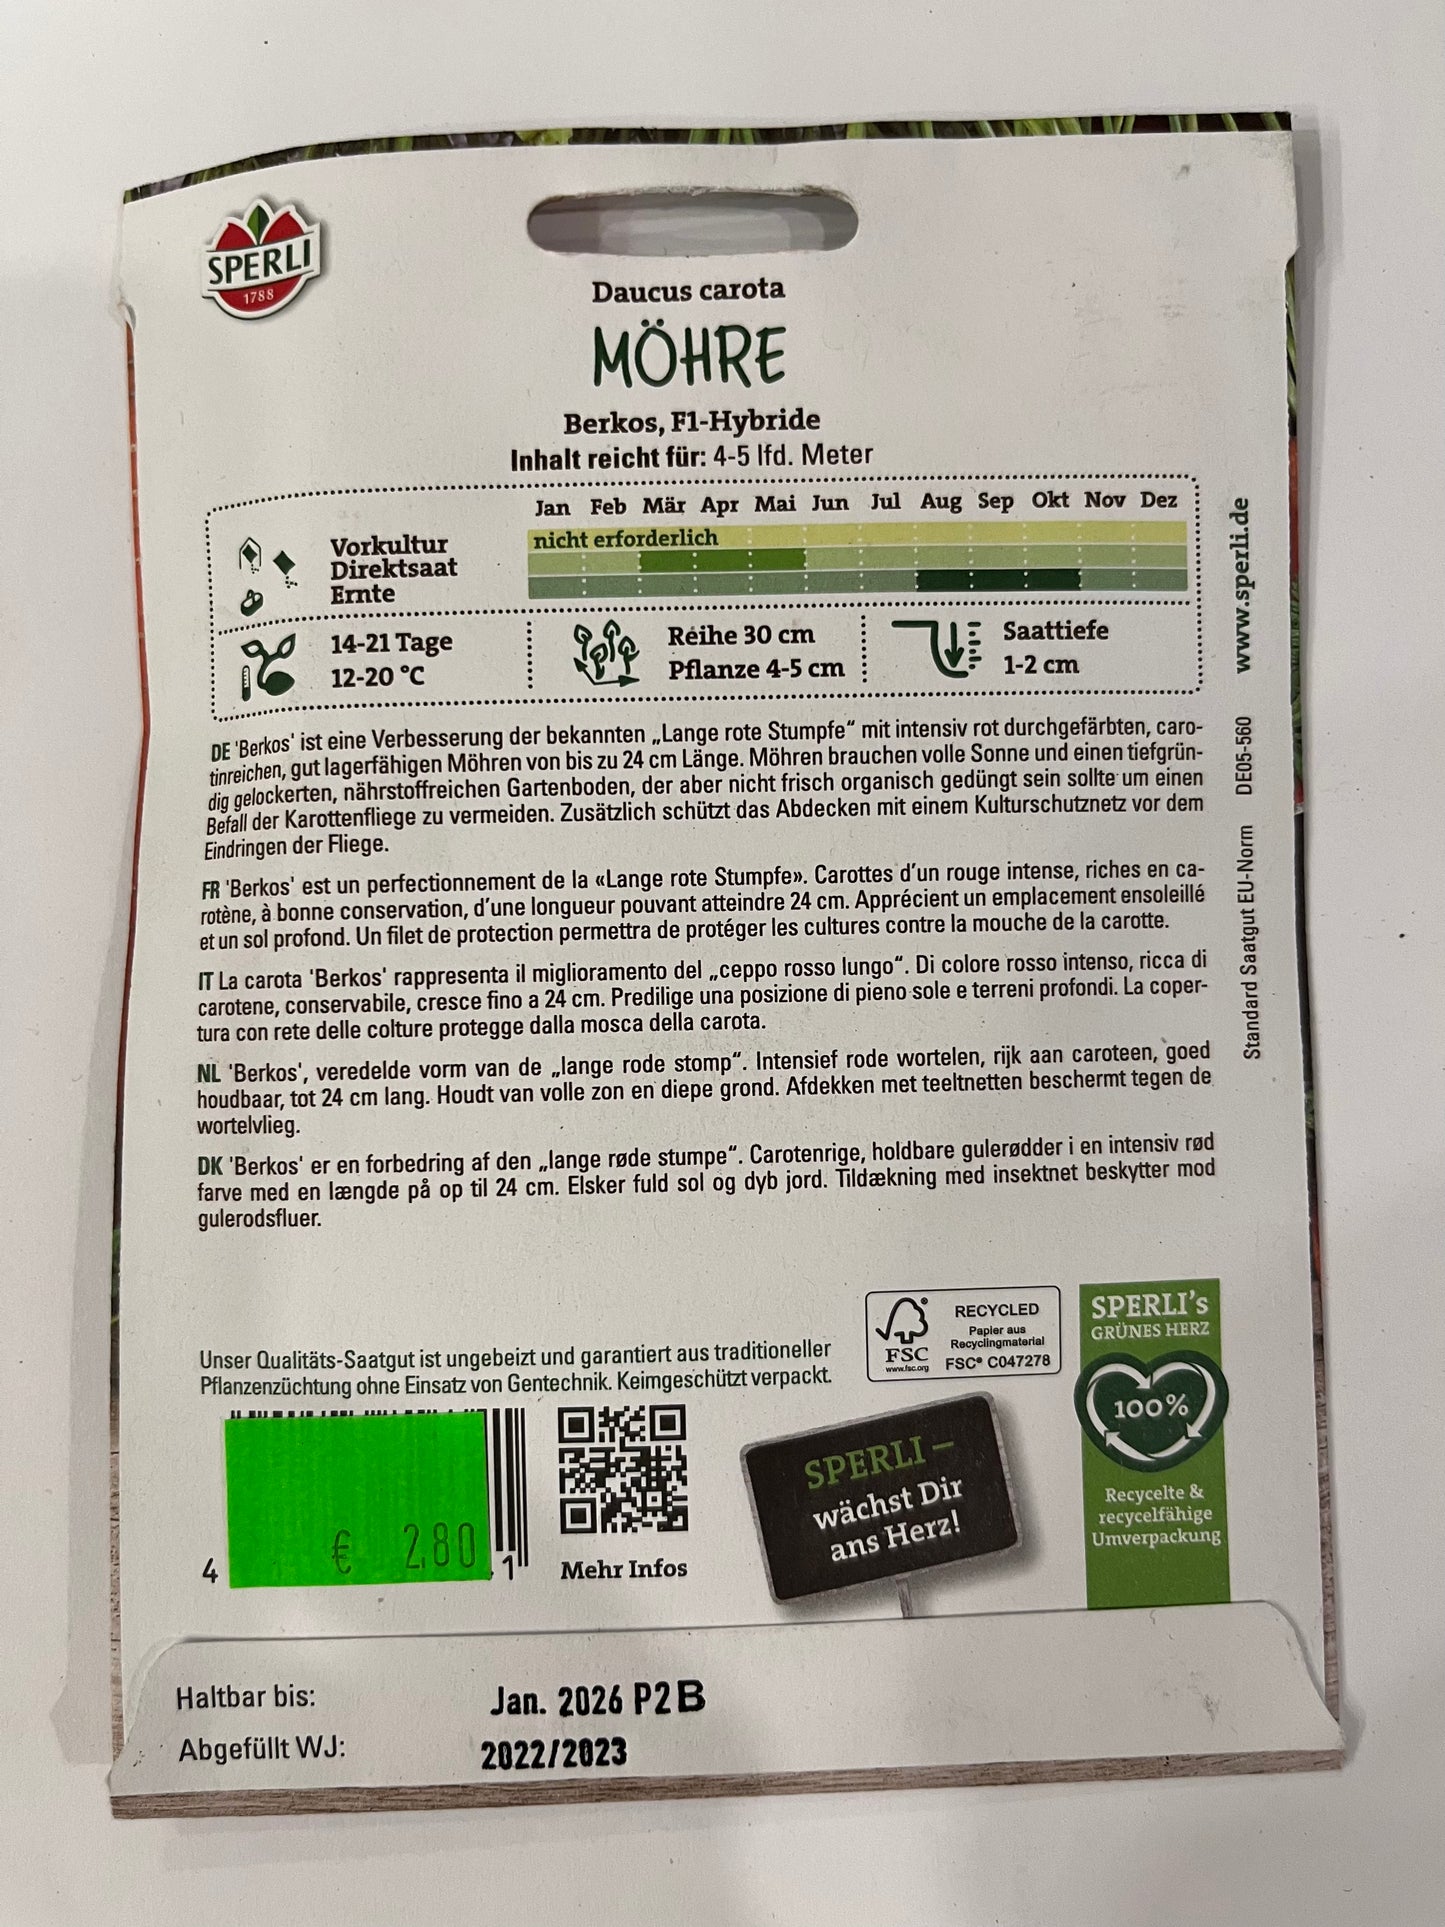 SPERLI
1788
Daucus carota
MÖHRE
Berkos, F1-Hybride
Inhalt reicht für: 4-5 lfd. Meter
Jan Feb Mär Apr Mai Jun Jul Aug Sep Okt Nov Dez
Vorkultur nicht erforderlich
Direktsaat
Ernte
14-21 Tage
12-20 °C
Reihe 30 cm
Pflanze 4-5 cm
Saattiefe
1-2 cm
DE 'Berkos' ist eine Verbesserung der bekannten „Lange rote Stumpfe“ mit intensiv rot durchgefärbten, caro-
tinreichen, gut lagerfähigen Möhren von bis zu 24 cm Länge. Möhren brauchen volle Sonne und einen tiefgrün-
dig gelockerten, nährstoffreichen Gartenboden, der aber nicht frisch organisch gedüngt sein sollte um einen
Befall der Karottenfliege zu vermeiden. Zusätzlich schützt das Abdecken mit einem Kulturschutznetz vor dem
Eindringen der Fliege.
FR 'Berkos' est un perfectionnement de la «Lange rote Stumpfe». Carottes d'un rouge intense, riches en ca-
rotène, à bonne conservation, d'une longueur pouvant atteindre 24 cm. Apprécient un emplacement ensoleillé
et un sol profond. Un filet de protection permettra de protéger les cultures contre la mouche de la carotte.
IT La carota 'Berkos' rappresenta il miglioramento del „ceppo rosso lungo“. Di colore rosso intenso, ricca di
carotene, conservabile, cresce fino a 24 cm. Predilige una posizione di pieno sole e terreni profondi. La coper-
tura con rete delle colture protegge dalla mosca della carota.
NL 'Berkos', veredelde vorm van de „lange rode stomp“. Intensief rode wortelen, rijk aan caroteen, goed
houdbaar, tot 24 cm lang. Houdt van volle zon en diepe grond. Afdekken met teeltnetten beschermt tegen de
wortelvlieg.
DK 'Berkos' er en forbedring af den „lange røde stumpe“. Carotenrige, holdbare gulerødder i en intensiv rød
farve med en længde på op til 24 cm. Elsker fuld sol og dyb jord. Tildækning med insektnet beskytter mod
gulerodsfluer.
www.sperli.de
DE05-560
Standard Saatgut EU-Norm
Unser Qualitäts-Saatgut ist ungebeizt und garantiert aus traditioneller
Pflanzenzüchtung ohne Einsatz von Gentechnik. Keimgeschützt verpackt.
FSC
www.fsc.org
RECYCLED
Papier aus
Recyclingmaterial
FSC® C047278
SPERLI's
GRÜNES HERZ
100%
Recycelte &
recycelfähige
Umverpackung
4
€ 2,80
1
Mehr Infos
SPERLI –
wächst Dir
ans Herz!
Haltbar bis: Jan. 2026 P2B
Abgefüllt WJ: 2022/2023